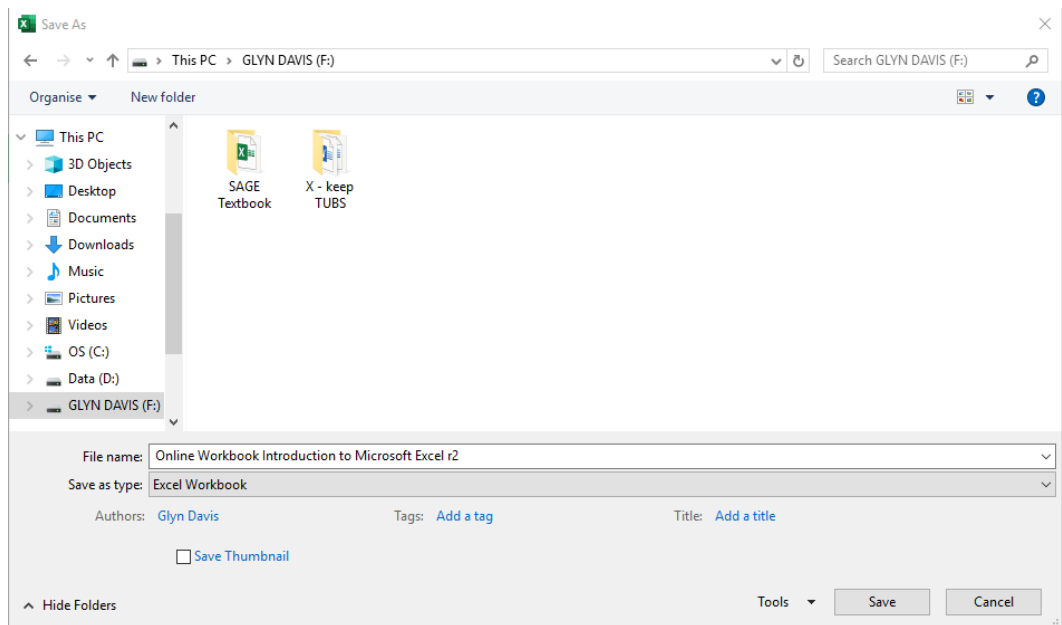 Save As
This PC > GLYN DAVIS (F:)
Search GLYN DAVIS (F:)
Organise
New folder
This PC
3D Objects
Desktop
Documents
Downloads
Music
Pictures
Videos
OS (C:)
Data (D:)
GLYN DAVIS (F:)
SAGE
Textbook
X - keep
TUBS
File name: Online Workbook Introduction to Microsoft Excel r2
Save as type: Excel Workbook
Authors: Glyn Davis
Tags: Add a tag
Title: Add a title
Save Thumbnail
Hide Folders
Tools
Save
Cancel